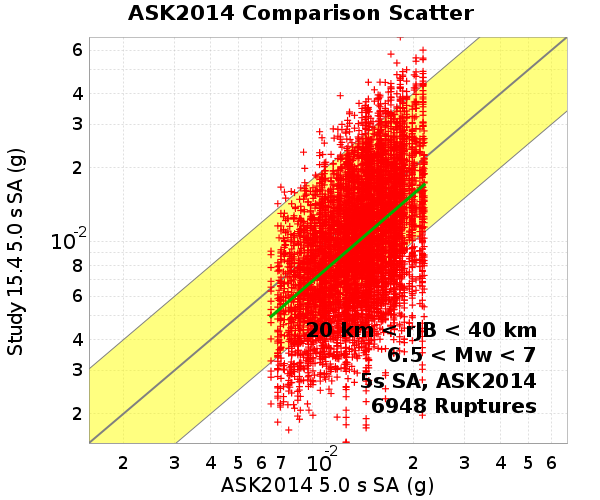 ASK2014 Comparison Scatter
6
4
3
2
10-2
8
6
4
3
2
Study 15.4 5.0 s SA (g)
20 km < rJB < 40 km
6.5 < Mw < 7
5s SA, ASK2014
6948 Ruptures
2 3 4 5 6 7 10-2 2 3 4 5 6
ASK2014 5.0 s SA (g)